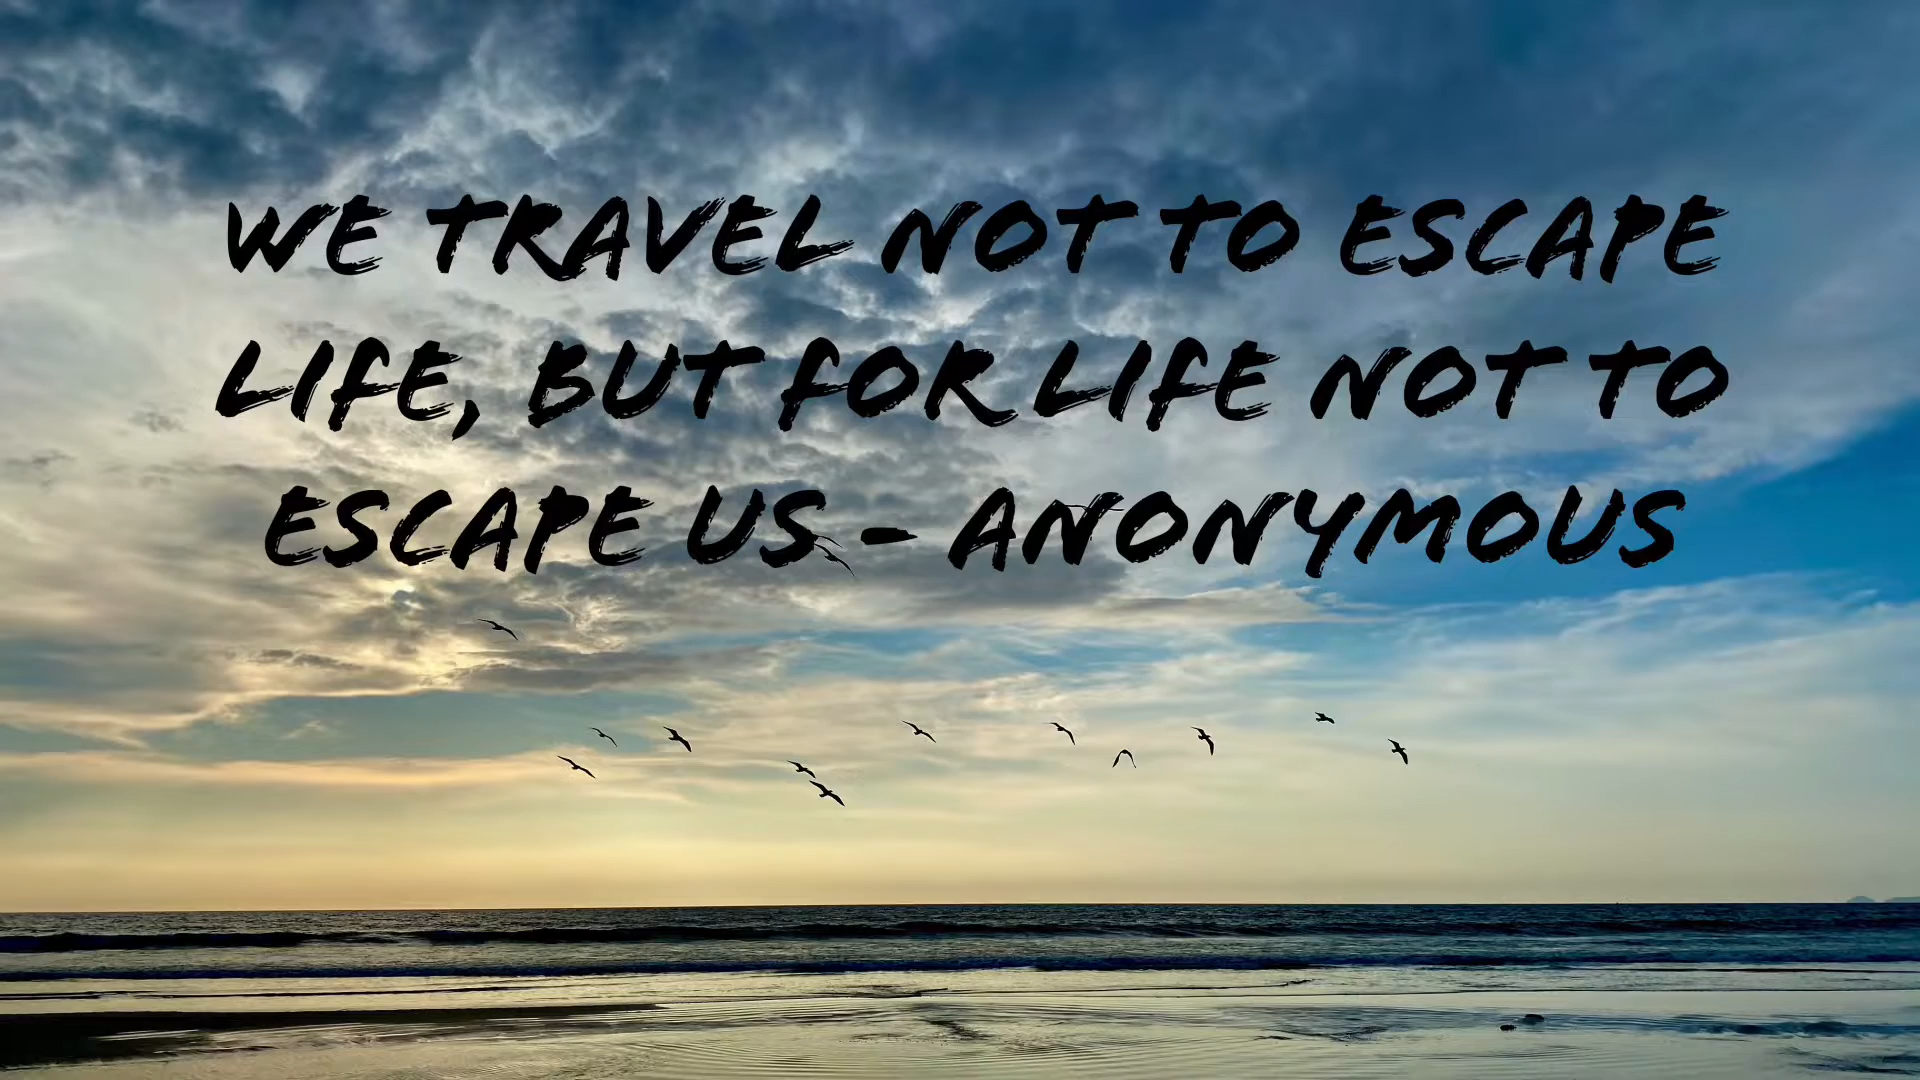 WE TRAVEL NOT TO ESCAPE
LIFE, BUT FOR LIFE NOT TO
ESCAPE US - ANONYMOUS